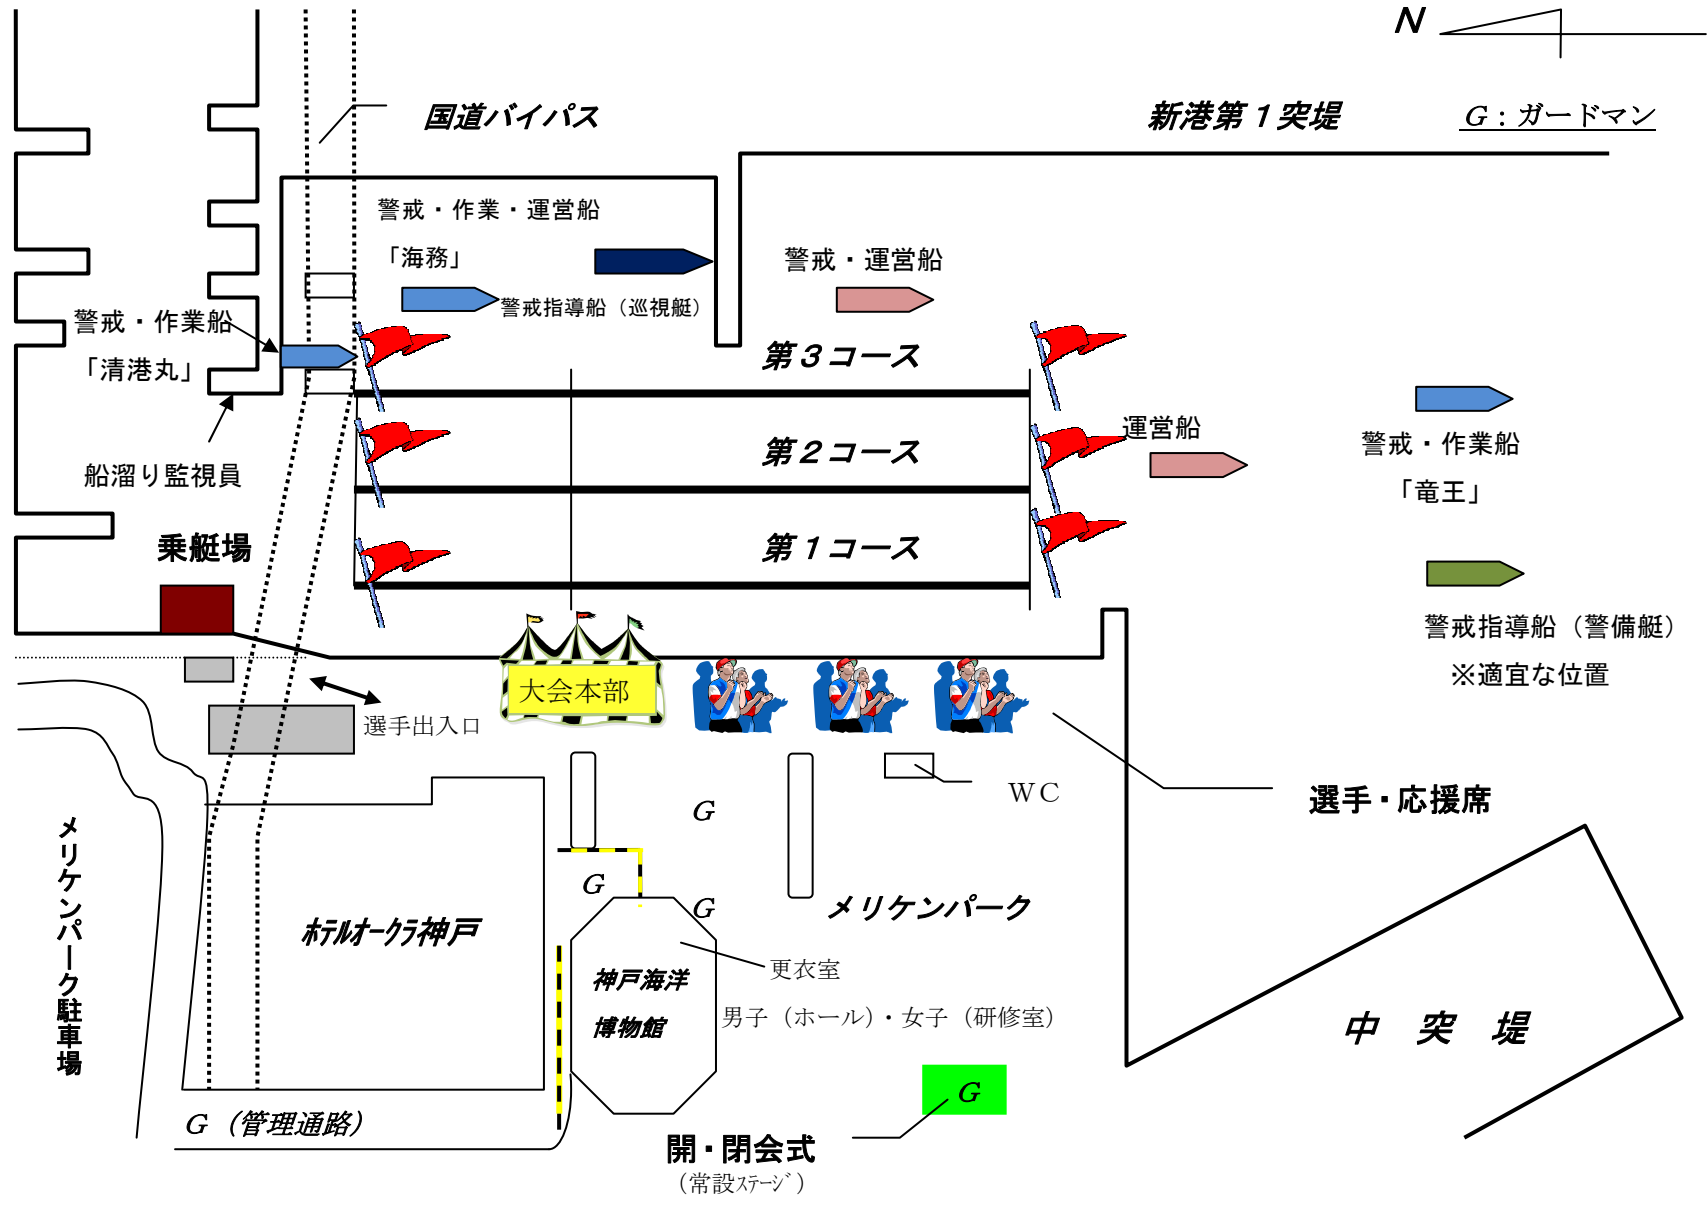 N
国道バイパス
新港第１突堤
G：ガードマン
警戒・作業・運営船
「海務」
警戒・運営船
警戒指導船（巡視艇）
警戒・作業船
「清港丸」
第３コース
運営船
第２コース
警戒・作業船
「竜王」
船溜り監視員
乗艇場
第１コース
警戒指導船（警備艇）
※適宜な位置
大会本部
選手出入口
WC
選手・応援席
G
G
G
メリケンパーク
メリケンパーク駐車場
ﾎﾃﾙｵｰｸﾗ神戸
神戸海洋
博物館
更衣室
男子（ホール）・女子（研修室）
中　突　堤
G
G（管理通路）
開・閉会式
（常設ｽﾃｰｼﾞ）